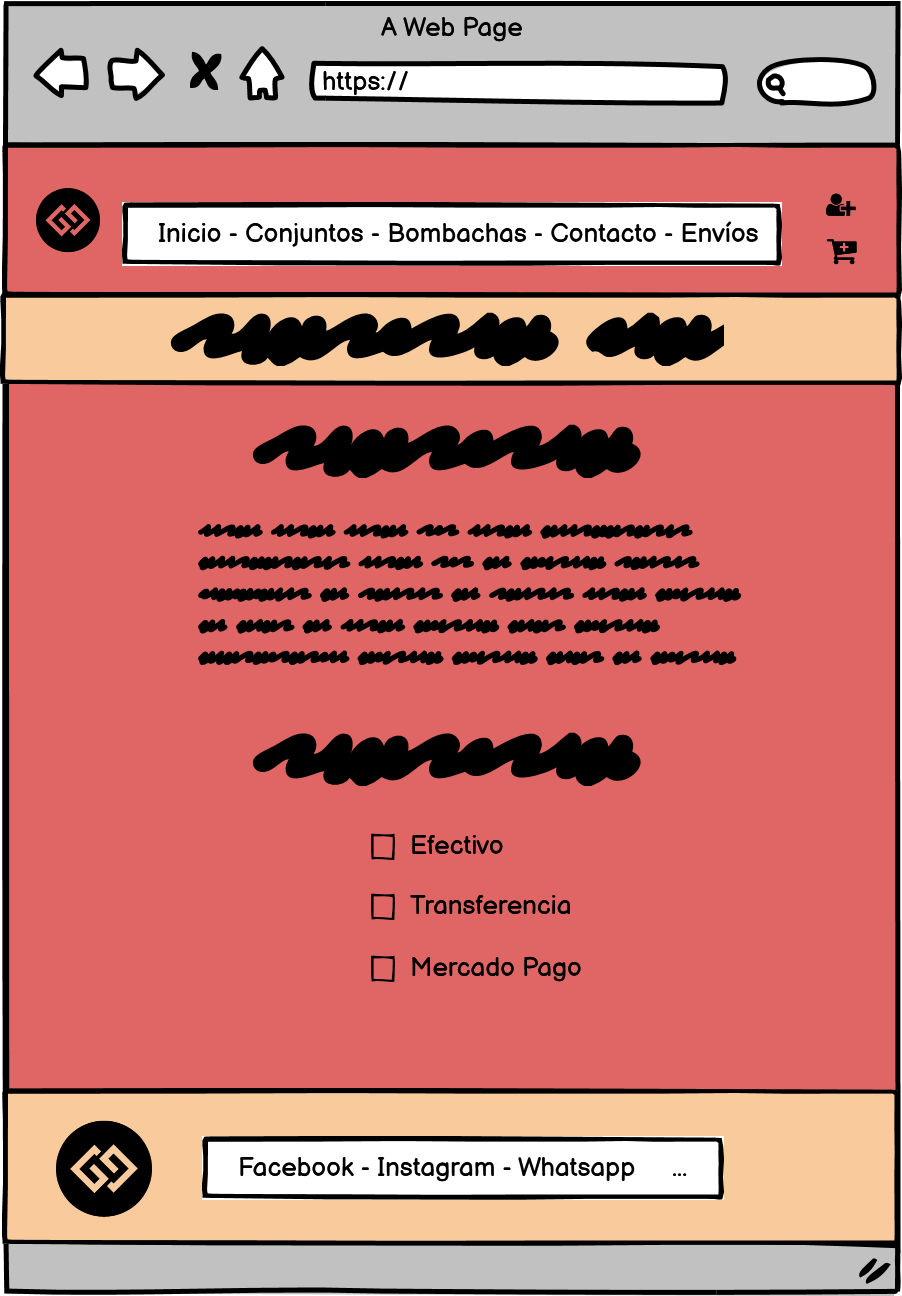 A Web Page
https://
Inicio - Conjuntos - Bombachas - Contacto - Envíos
Efectivo
Transferencia
Mercado Pago
Facebook - Instagram - Whatsapp ...